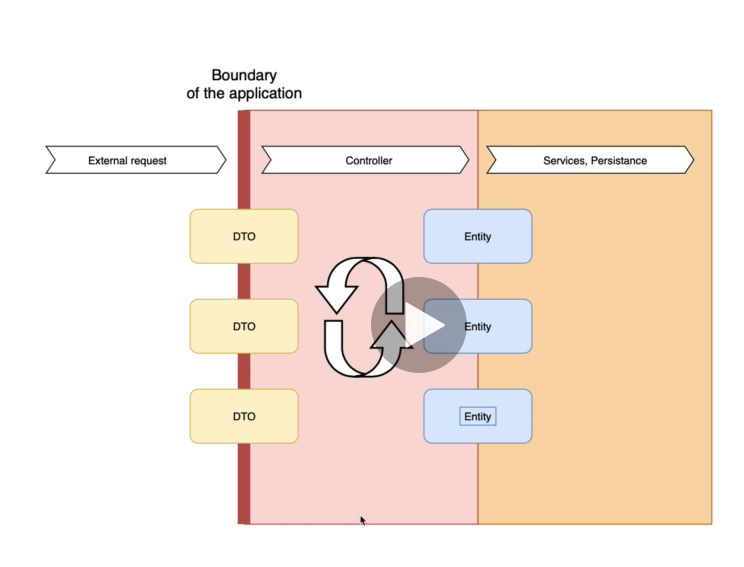 Boundary
of the application
External request
Controller
Services, Persistance
DTO
Entity
DTO
Entity
DTO
Entity